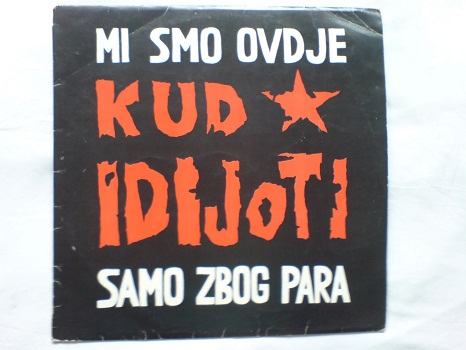 MI SMO OVDJE
KUD ★
IDIJOTI
SAMO ZBOG PARA